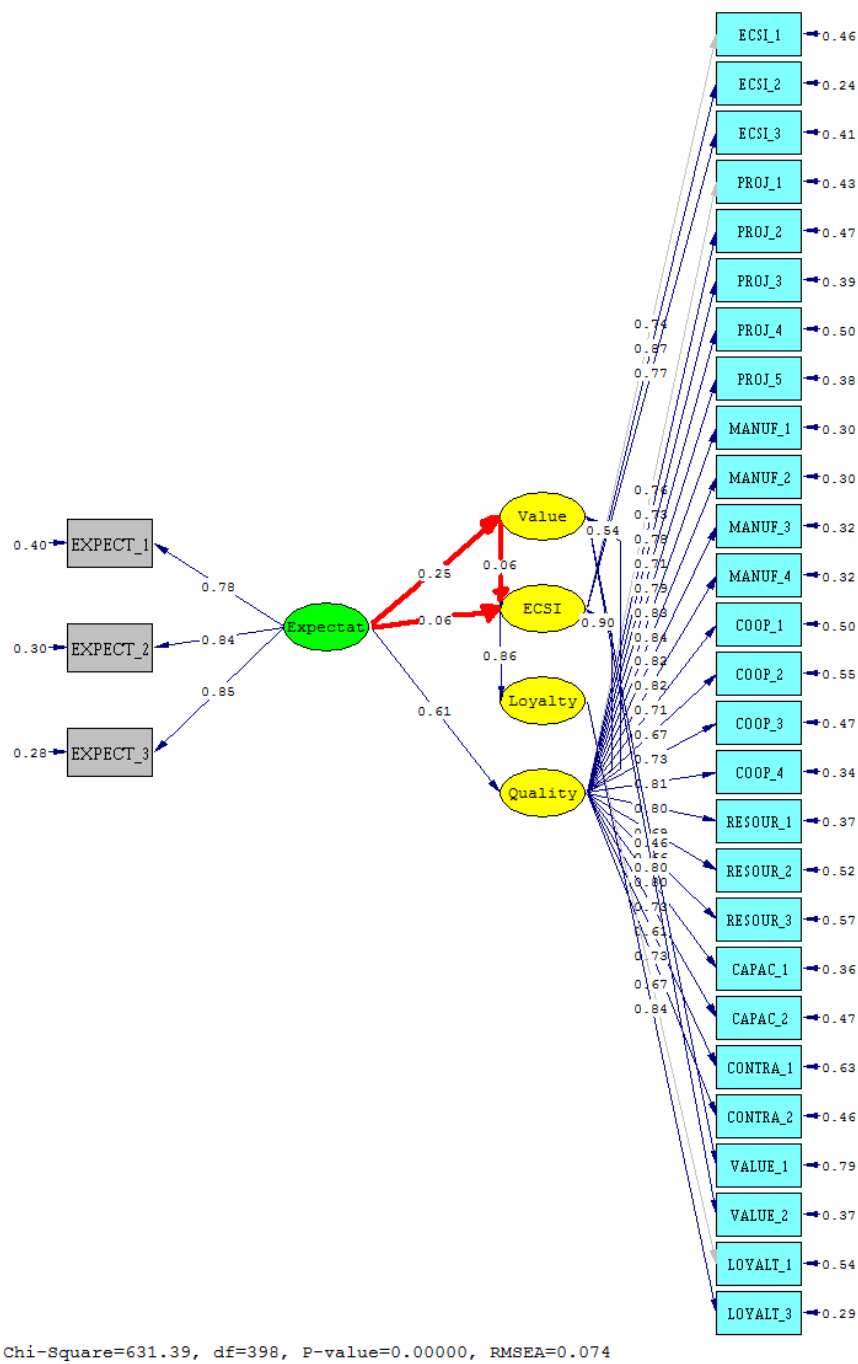 ECSI_1 0.46
ECSI_2 0.24
ECSI_3 0.41
PROJ_1 0.43
PROJ_2 0.47
PROJ_3 0.39
PROJ_4 0.50
PROJ_5 0.38
MANUF_1 0.30
MANUF_2 0.30
MANUF_3 0.32
MANUF_4 0.32
COOP_1 0.50
COOP_2 0.55
COOP_3 0.47
COOP_4 0.34
RESOUR_1 0.37
RESOUR_2 0.52
RESOUR_3 0.57
CAPAC_1 0.36
CAPAC_2 0.47
CONTRA_1 0.63
CONTRA_2 0.46
VALUE_1 0.79
VALUE_2 0.37
LOYALT_1 0.54
LOYALT_3 0.29
0.40 EXPECT_1
0.30 EXPECT_2
0.28 EXPECT_3
0.78
0.84
0.85
Expectat
0.25
0.06
0.61
Value
0.06
ECSI
0.86
Loyalty
Quality
0.54
0.90
0.74
0.87
0.77
0.76
0.73
0.78
0.71
0.79
0.83
0.84
0.82
0.82
0.71
0.67
0.73
0.81
0.80
0.46
0.80
0.80
0.73
0.61
0.73
0.67
0.84
Chi-Square=631.39, df=398, P-value=0.00000, RMSEA=0.074